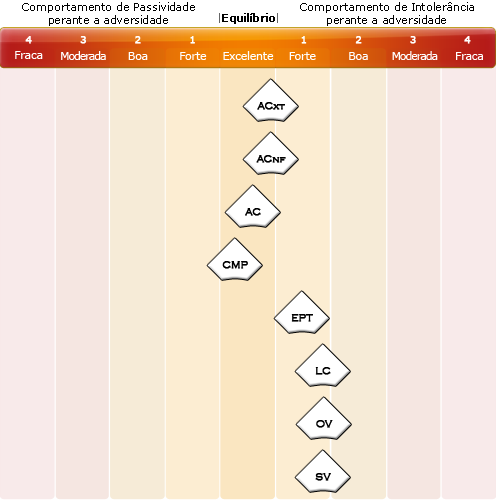 Comportamento de Passividade
perante a adversidade
|Equilíbrio|
Comportamento de Intolerância
perante a adversidade
4 3 2 1 1 2 3 4
Fraca Moderada Boa Forte Excelente Forte Boa Moderada Fraca
ACXT
ACNF
AC
CMP
EPT
LC
OV
SV